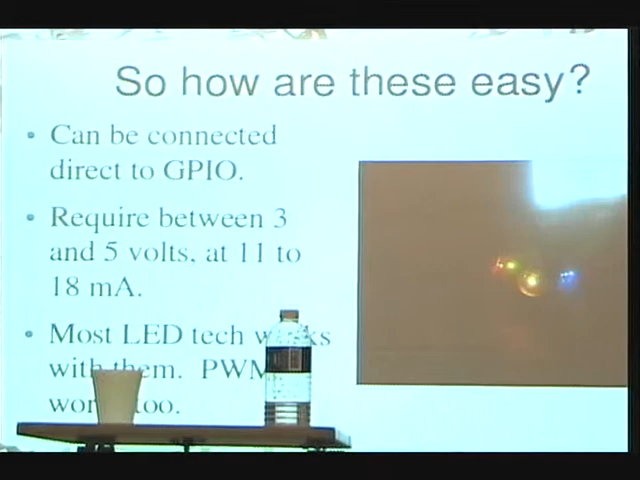 So how are these easy?
• Can be connected
direct to GPIO.
• Require between 3
and 5 volts, at 11 to
18 mA.
• Most LED tech
with them. PWM
too.